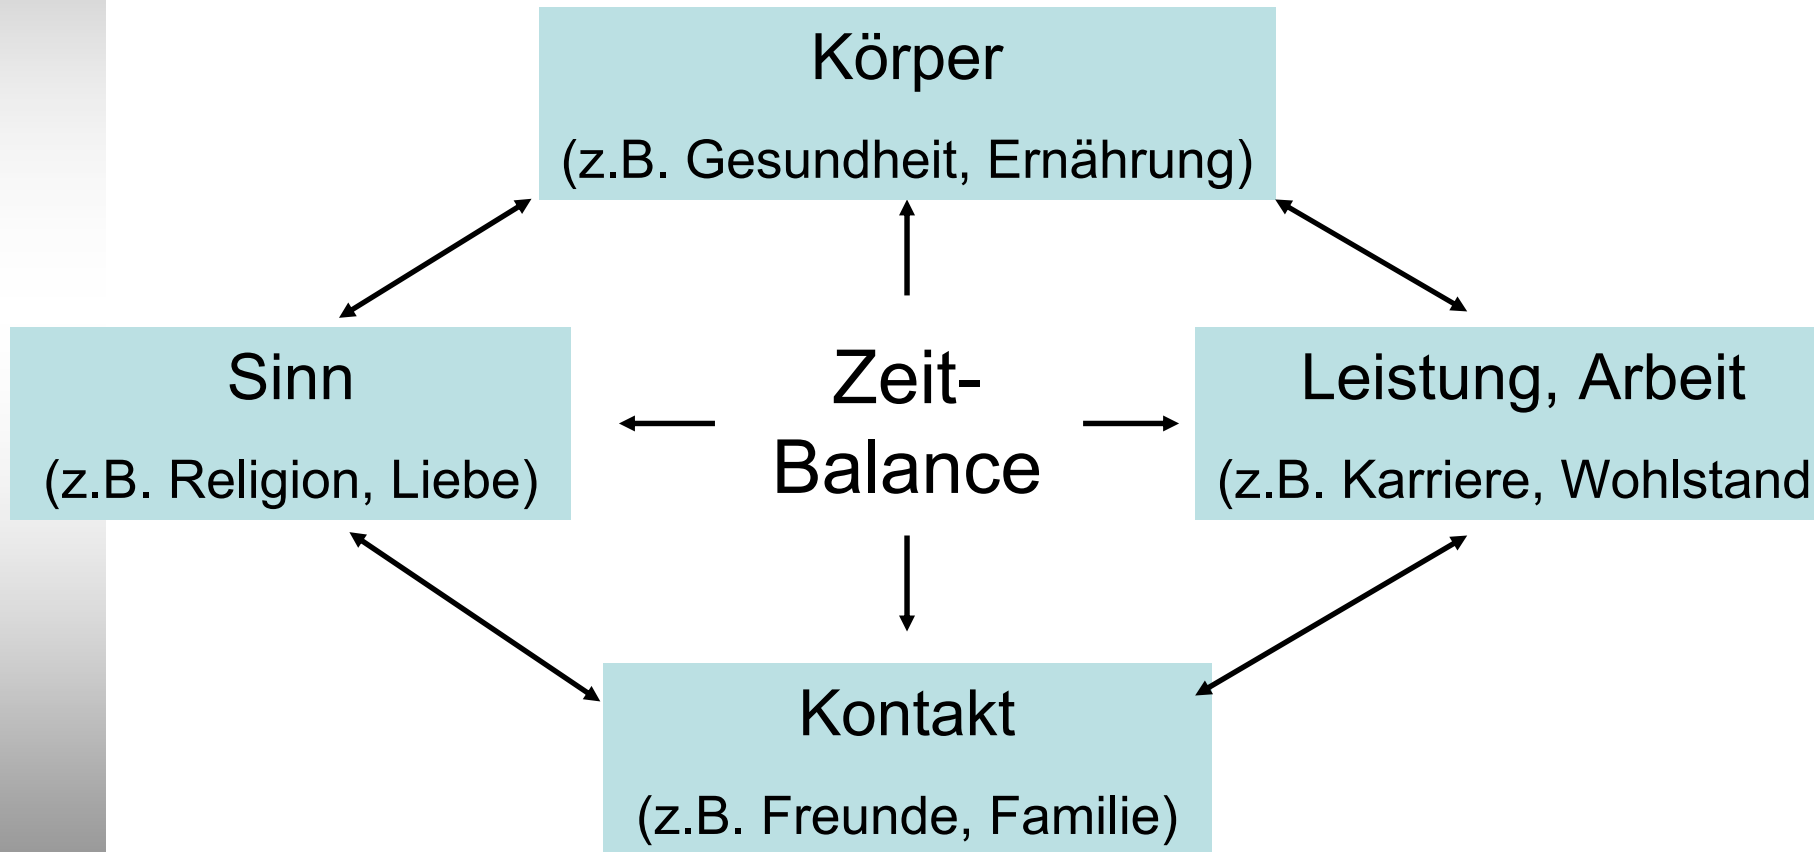 Körper
(z.B. Gesundheit, Ernährung)
Sinn
(z.B. Religion, Liebe)
Zeit-
Balance
Leistung, Arbeit
(z.B. Karriere, Wohlstand
Kontakt
(z.B. Freunde, Familie)